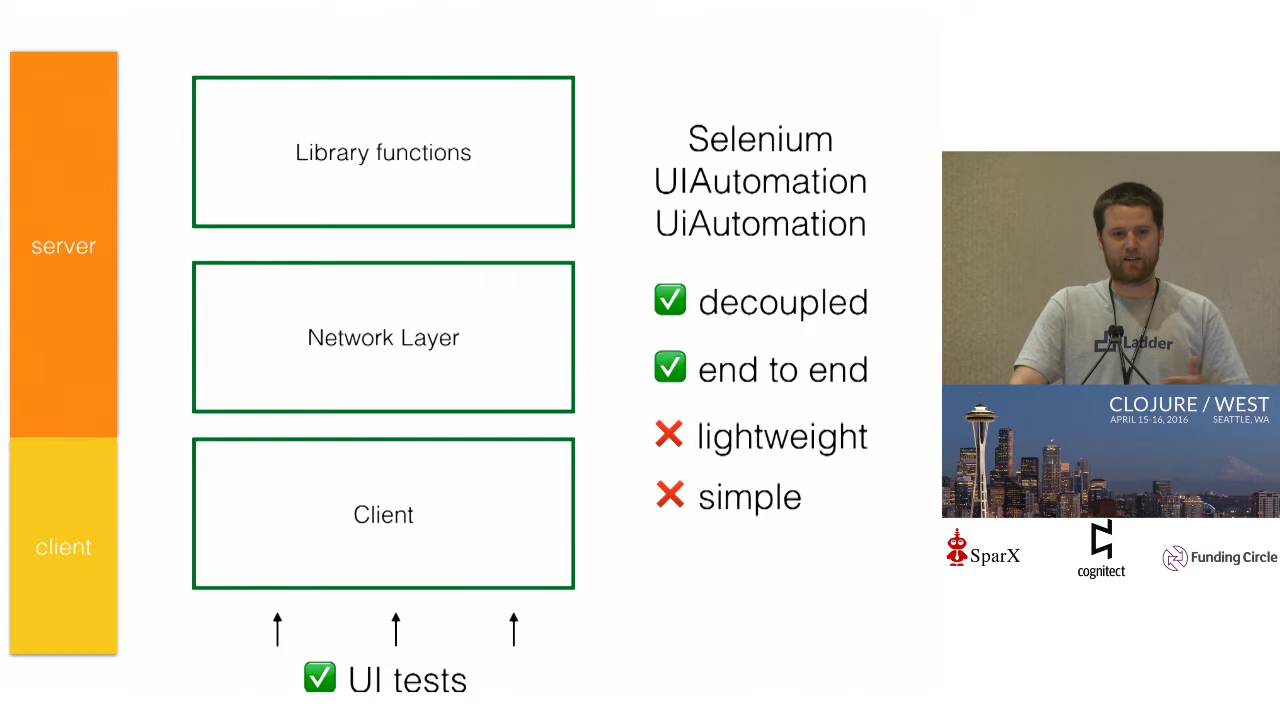 server
client
Library functions
Network Layer
Client
UI tests
Selenium
UIAutomation
UiAutomation
decoupled
end to end
lightweight
simple
Ladder
CLOJURE / WEST
APRIL 15-16, 2016 SEATTLE, WA
SparX
cognitect
Funding Circle